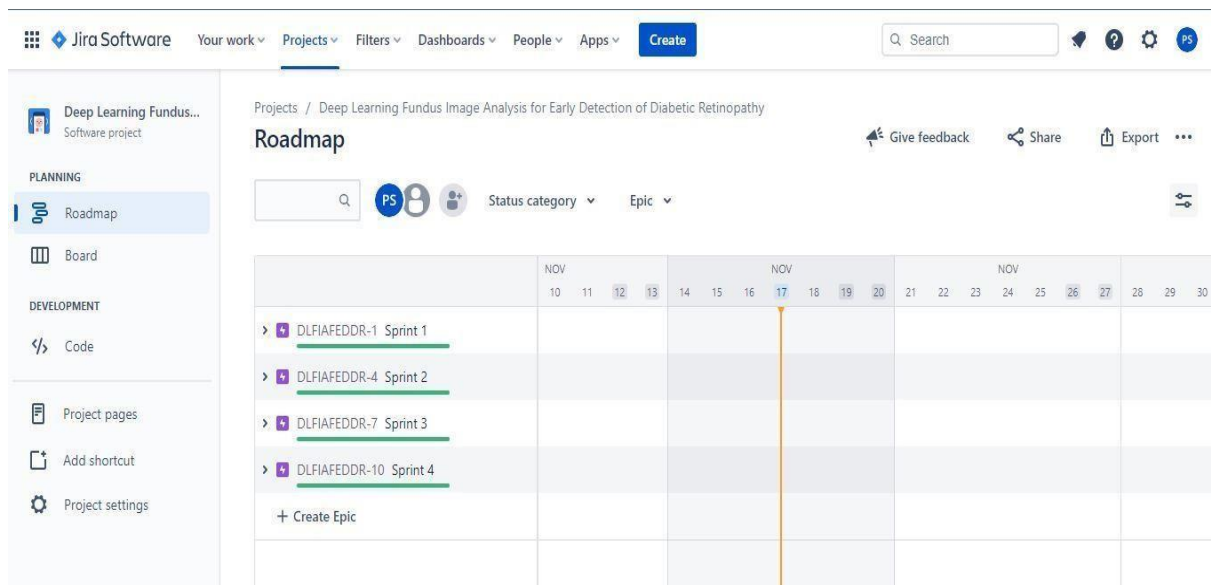 Jira Software Your work Projects Filters Dashboards People Apps Create Search PS
Deep Learning Fundus...
Software project
PLANNING
Roadmap
Board
DEVELOPMENT
Code
Project pages
Add shortcut
Project settings
Projects / Deep Learning Fundus Image Analysis for Early Detection of Diabetic Retinopathy
Roadmap
Give feedback Share Export
PS Status category Epic
NOV NOV NOV
10 11 12 13 14 15 16 17 18 19 20 21 22 23 24 25 26 27 28 29 30
DLFIAFEDDR-1 Sprint 1
DLFIAFEDDR-4 Sprint 2
DLFIAFEDDR-7 Sprint 3
DLFIAFEDDR-10 Sprint 4
+ Create Epic